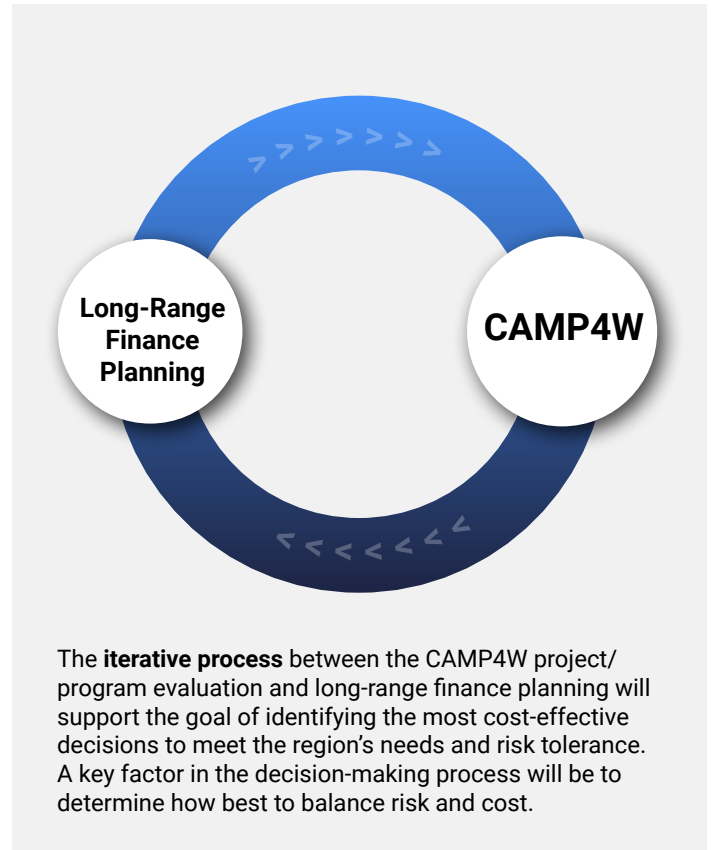 Long-Range
Finance
Planning
CAMP4W
The iterative process between the CAMP4W project/
program evaluation and long-range finance planning will
support the goal of identifying the most cost-effective
decisions to meet the region’s needs and risk tolerance.
A key factor in the decision-making process will be to
determine how best to balance risk and cost.